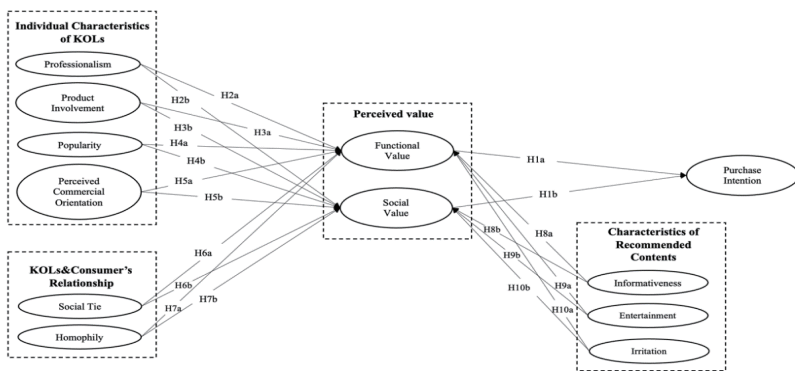 Individual Characteristics
of KOLs
Professionalism
Product
Involvement
Popularity
Perceived
Commercial
Orientation
H2a
H2b
H3a
H3b
H4a
H4b
H5a
H5b
KOLs&Consumer's
Relationship
Social Tie
Homophily
H6a
H6b
H7a
H7b
Perceived value
Functional
Value
Social
Value
H1a
H1b
Purchase
Intention
H8b
H8a
H9b
H9a
H10b
H10a
Characteristics of
Recommended
Contents
Informativeness
Entertainment
Irritation